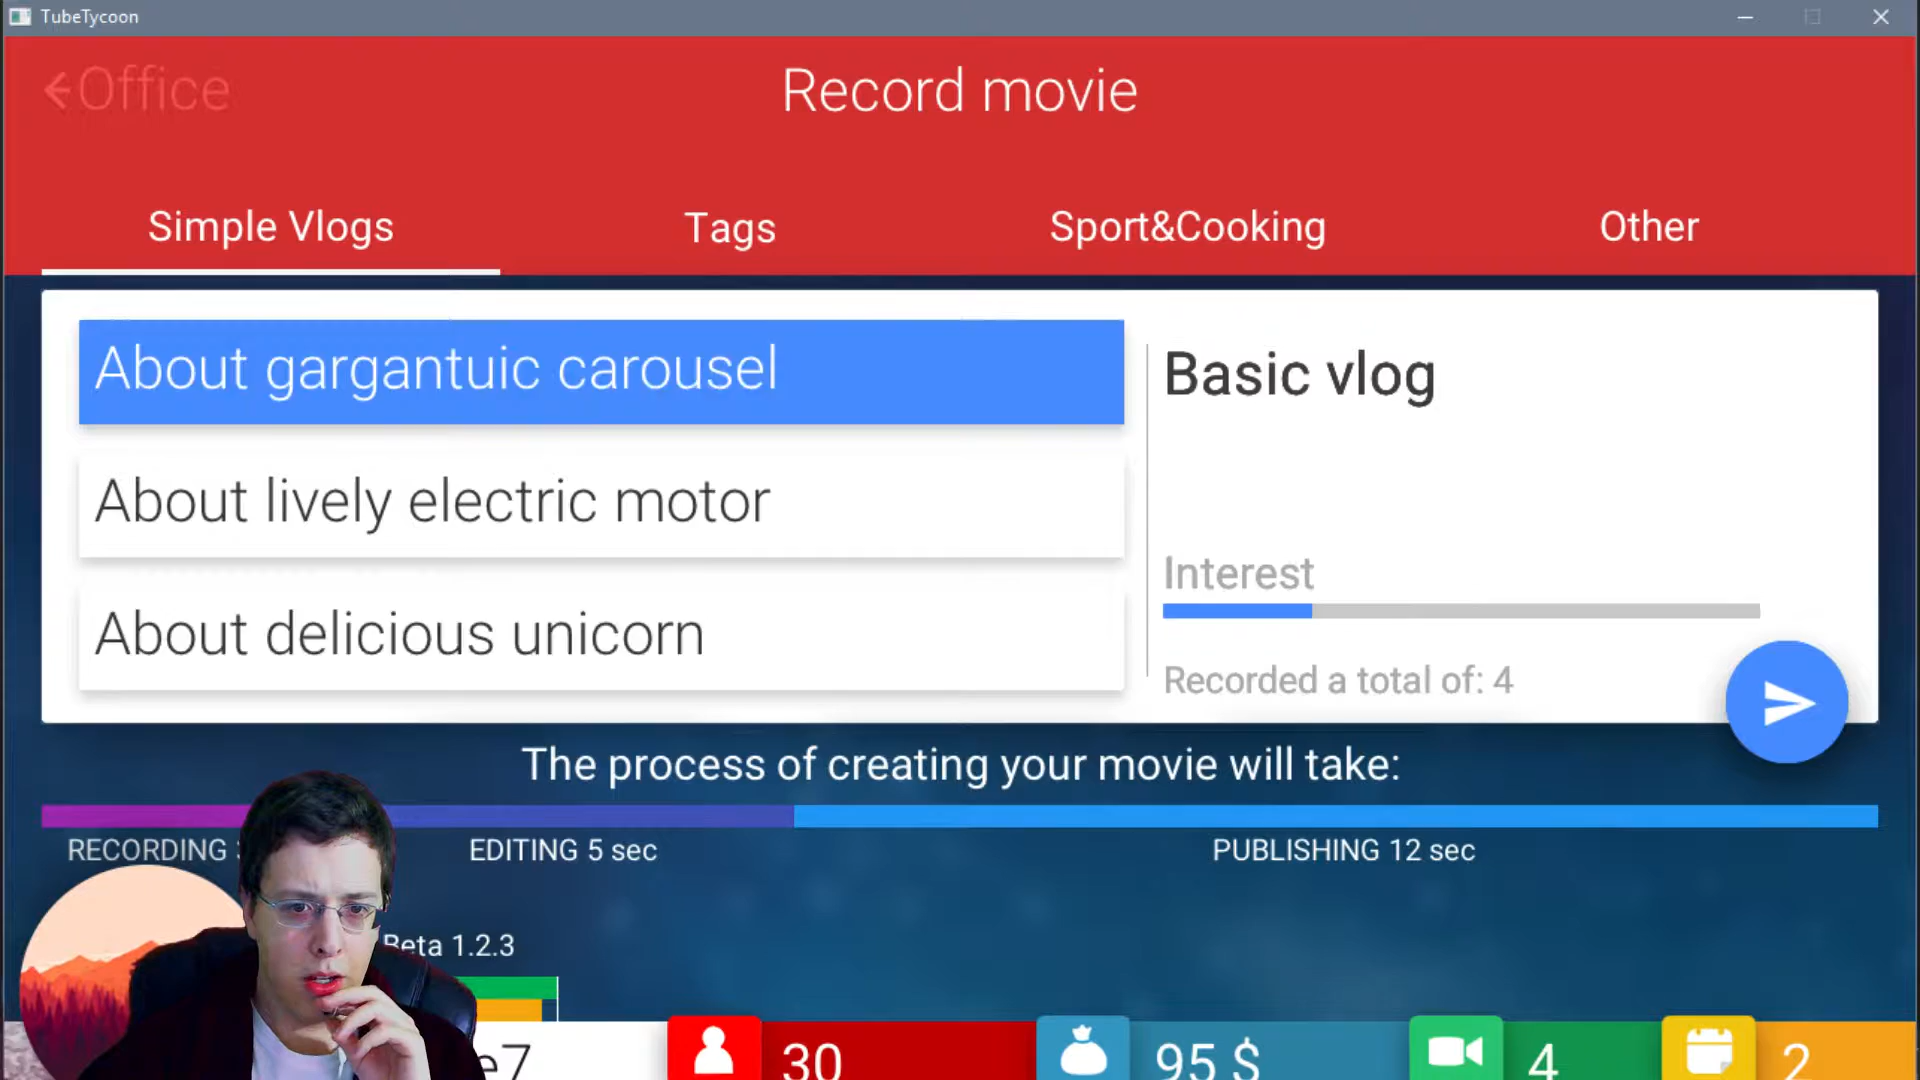 TubeTycoon
Office
Record movie
Simple Vlogs
Tags
Sport&Cooking
Other
About gargantuic carousel
Basic vlog
About lively electric motor
Interest
About delicious unicorn
Recorded a total of: 4
The process of creating your movie will take:
RECORDING
EDITING 5 sec
PUBLISHING 12 sec
Beta 1.2.3
e7
30
95 $
4
2